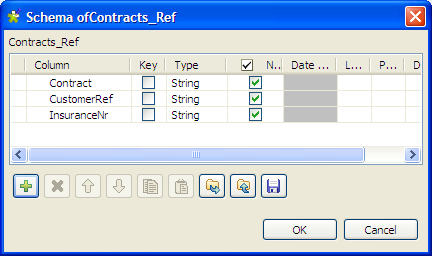 Schema ofContracts_Ref
Contracts_Ref
Column Key Type N... Date ... L... P... D
Contract String
CustomerRef String
InsuranceNr String
OK Cancel